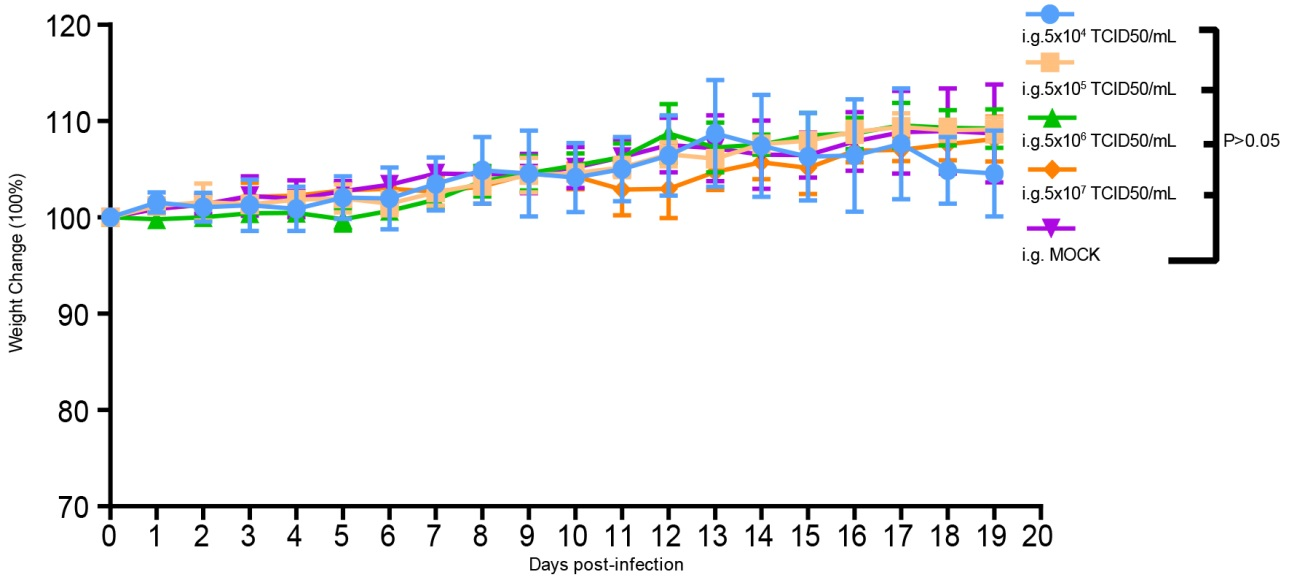 120
110
100
90
80
70
0 1 2 3 4 5 6 7 8 9 10 11 12 13 14 15 16 17 18 19 20
Weight Change (100%)
Days post-infection
i.g.5x10⁴ TCID50/mL
i.g.5x10⁵ TCID50/mL
i.g.5x10⁶ TCID50/mL
i.g.5x10⁷ TCID50/mL
i.g. MOCK
P>0.05